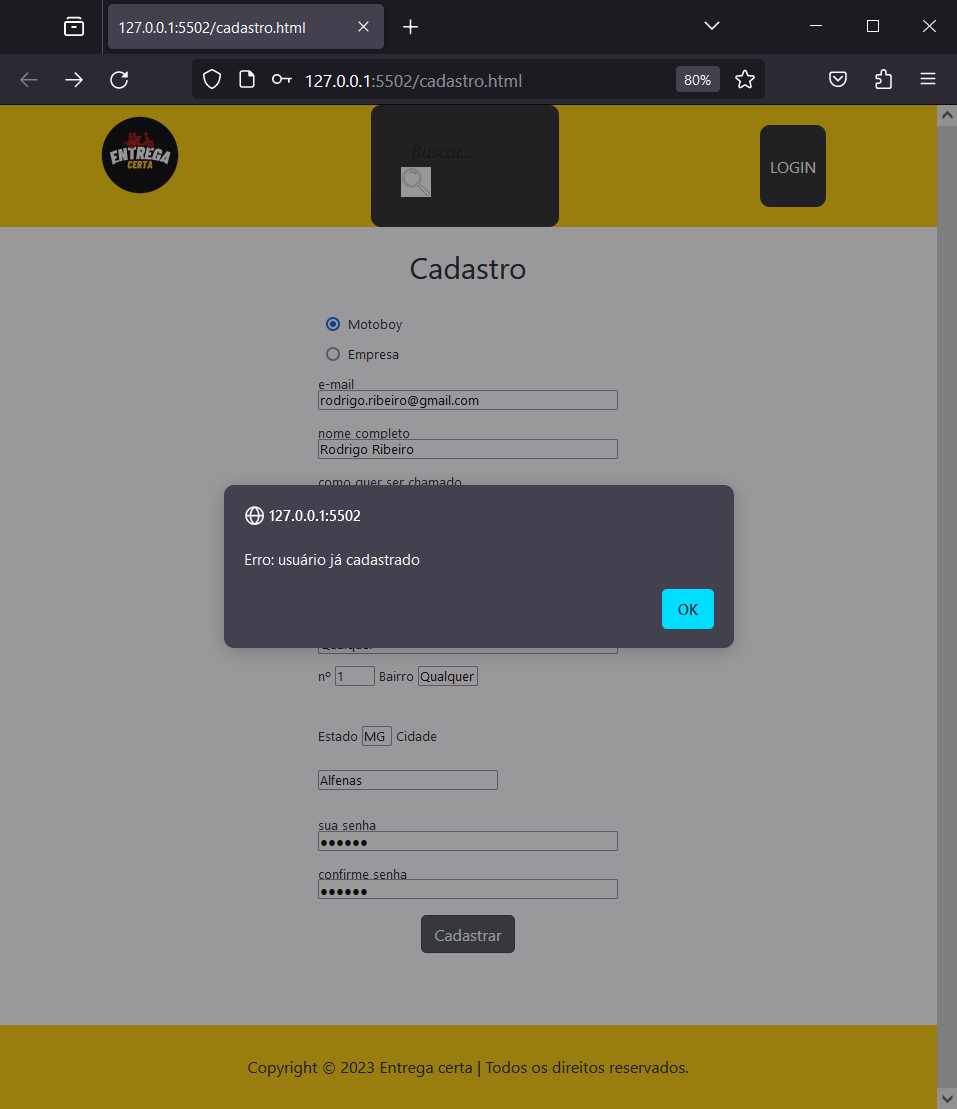 127.0.0.1:5502/cadastro.html
127.0.0.1:5502/cadastro.html
80%
ENTREGA
CERTA
Buscar...
LOGIN
Cadastro
Motoboy
Empresa
e-mail
rodrigo.ribeiro@gmail.com
nome completo
Rodrigo Ribeiro
como quer ser chamado
127.0.0.1:5502
Erro: usuário já cadastrado
OK
Qualquer
nº 1 Bairro Qualquer
Estado MG Cidade
Alfenas
sua senha
●●●●●●
confirme senha
●●●●●●
Cadastrar
Copyright © 2023 Entrega certa | Todos os direitos reservados.